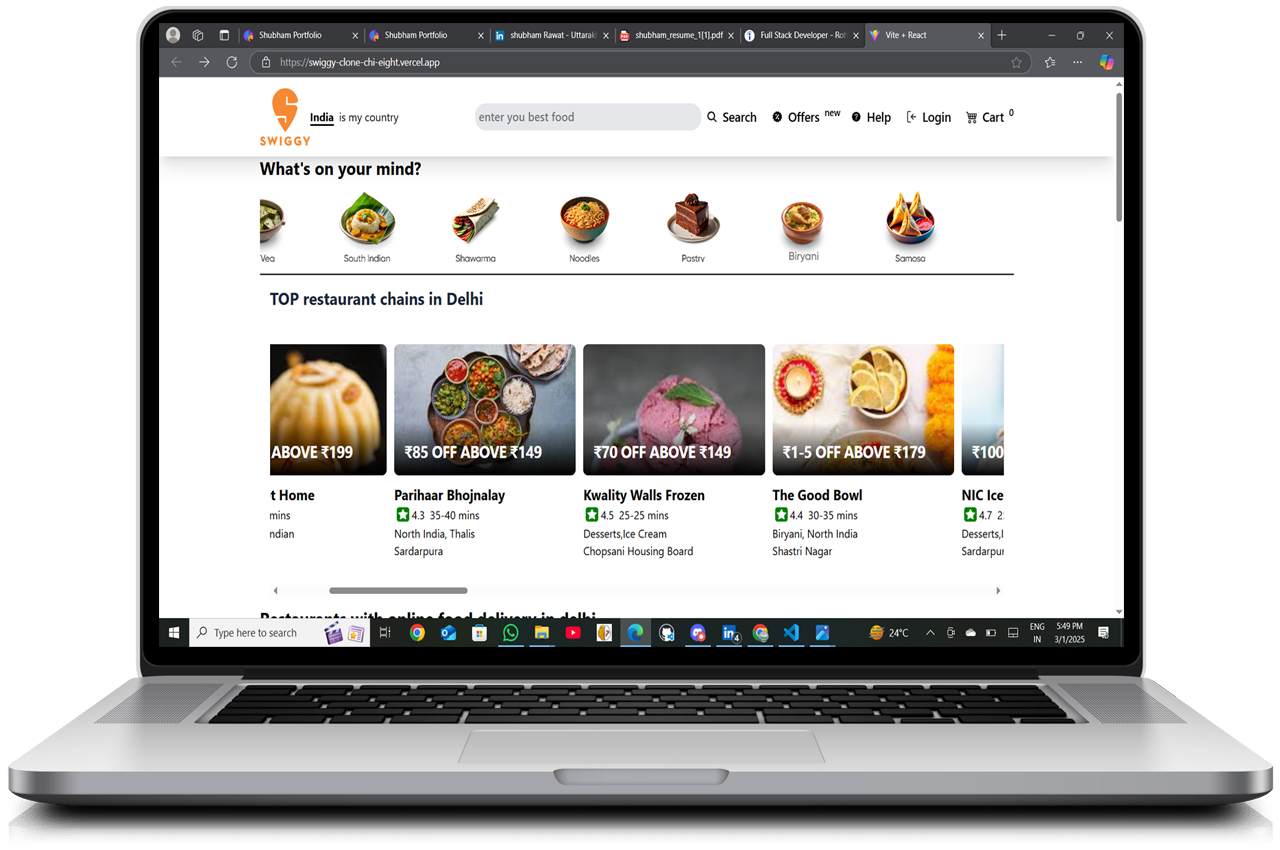 Shubham Portfolio
Shubham Portfolio
shubham Rawat - Uttarak
shubham_resume_1[1].pdf
Full Stack Developer - Rot
Vite + React
https://swiggy-clone-chi-eight.vercel.app
SWIGGY
India is my country
enter you best food
Search
Offers new
Help
Login
Cart 0
What's on your mind?
Veg
South Indian
Shawarma
Noodles
Pastry
Biryani
Samosa
TOP restaurant chains in Delhi
ABOVE ₹199
₹85 OFF ABOVE ₹149
₹70 OFF ABOVE ₹149
₹1-5 OFF ABOVE ₹179
₹100
t Home
mins
ndian
Parihaar Bhojnalay
4.3 35-40 mins
North India, Thalis
Sardarpura
Kwality Walls Frozen
4.5 25-25 mins
Desserts,Ice Cream
Chopsani Housing Board
The Good Bowl
4.4 30-35 mins
Biryani, North India
Shastri Nagar
NIC Ice
4.7 2
Desserts,I
Sardarpur
Restaurants with online food delivery in delhi
Type here to search
4
24°C
ENG
IN
5:49 PM
3/1/2025